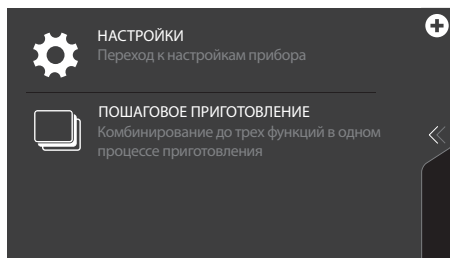 НАСТРОЙКИ
Переход к настройкам прибора
ПОШАГОВОЕ ПРИГОТОВЛЕНИЕ
Комбинирование до трех функций в одном
процессе приготовления